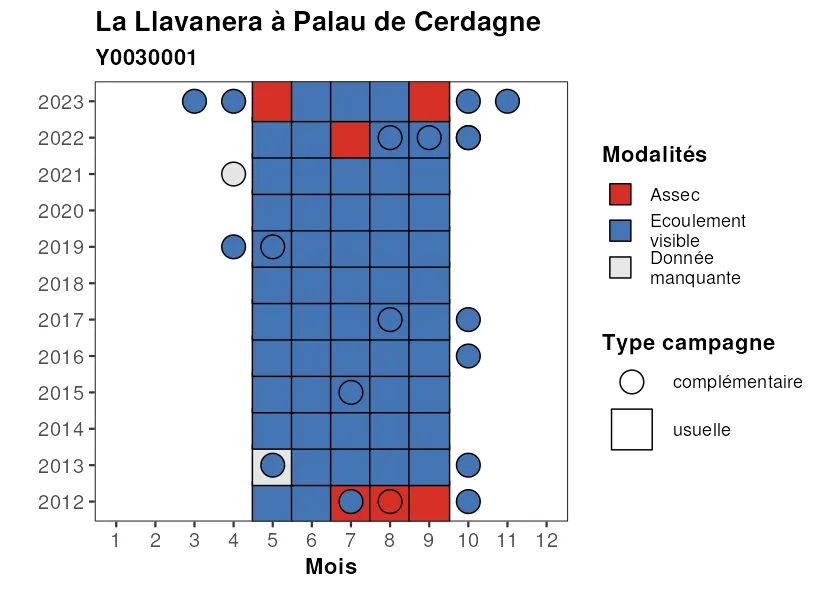 La Llavanera à Palau de Cerdagne
Y0030001
2023
2022
2021
2020
2019
2018
2017
2016
2015
2014
2013
2012
1 2 3 4 5 6 7 8 9 10 11 12
Mois
Modalités
Assec
Ecoulement
visible
Donnée
manquante
Type campagne
complémentaire
usuelle